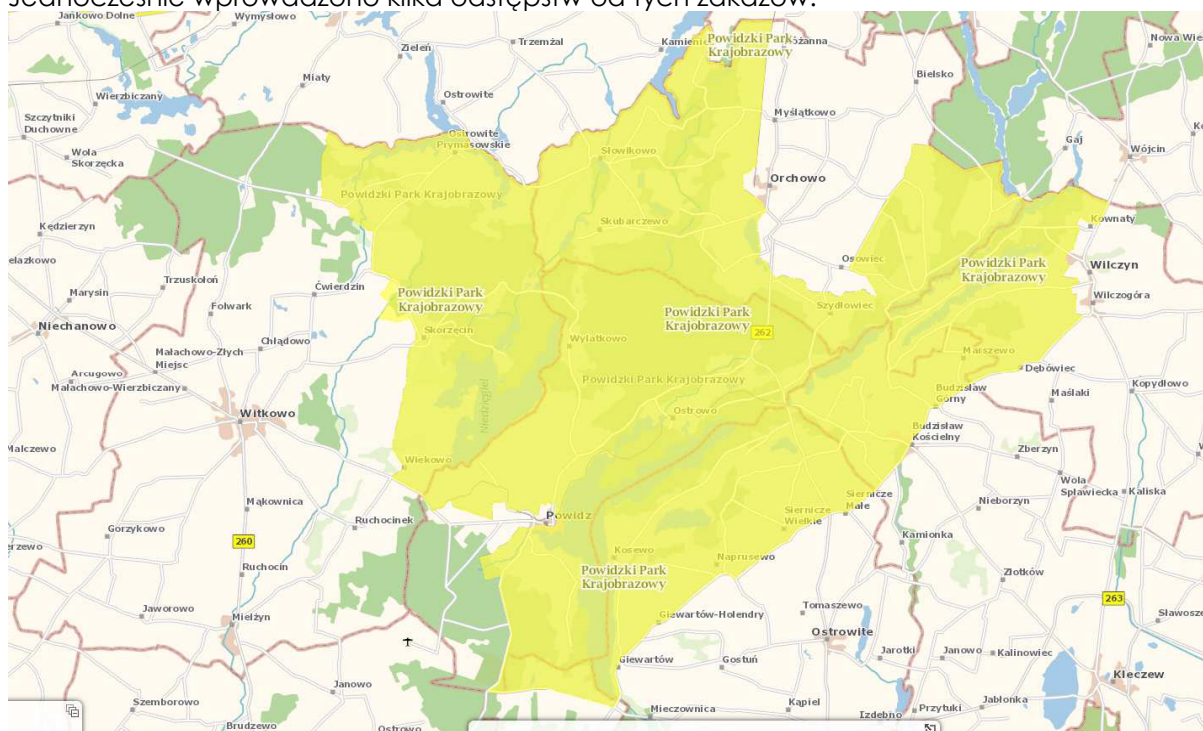 Jednocześnie wprowadzono kilka odstępstw od tych zakazów.
Jankowo Dolne
Wymysłowo
Zieleń
Trzemżal
Powidzki Park
Krajobrazowy
Nowa Wie
Miaty
Bielsko
Wierzbiczany
Ostrowite
Szczytniki
Duchowne
Myślątkowo
Gaj
Wójcin
Ostrowite
Prymasowskie
Wola
Skorzęcka
Słowikowo
Orchowo
Powidzki Park Krajobrazowy
Kędzierzyn
Skubarczewo
Kownaty
Osowiec
Powidzki Park
Krajobrazowy
Wilczyn
Trzuskołoń
Ćwierdzin
Marysin
Folwark
Powidzki Park
Krajobrazowy
Powidzki Park
Krajobrazowy
Szydłowiec
Wilczogóra
Niechanowo
Skorzęcin
262
Wylatkowo
Chłądowo
Małachowo-Złych
Miejsc
Marszewo
Dębówiec
Arcugowo
Małachowo-Wierzbiczany
Powidzki Park Krajobrazowy
Budzisław
Górny
Kopydłowo
Maślaki
Niedzięgiel
Witkowo
Ostrowo
Budzisław
Kościelny
Malczewo
Zberzyn
Wiekowo
Wola
Spławiecka
Kaliska
Mąkownica
Siernicze
Małe
Nieborzyn
Ruchocinek
Powidz
Siernicze
Wielkie
Gorzykowo
260
Kamionka
Kosewo
Naprusewo
Ruchocin
Powidzki Park
Krajobrazowy
Złotków
263
Jaworowo
Mielżyn
Giewartów-Holendry
Tomaszewo
Ostrowite
Jarotki
Janowo
Kalinowiec
Giewartów
Gostuń
Kleczew
Janowo
Szemborowo
Mieczownica
Kąpiel
Izdebno
Przytuki
Jabłonka
Brudzewo
Ostrowo